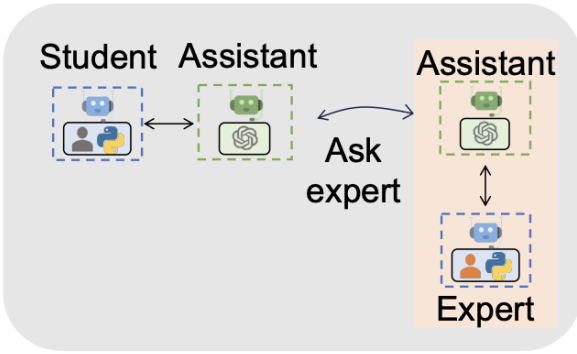 Student
Assistant
Assistant
Ask
expert
Expert